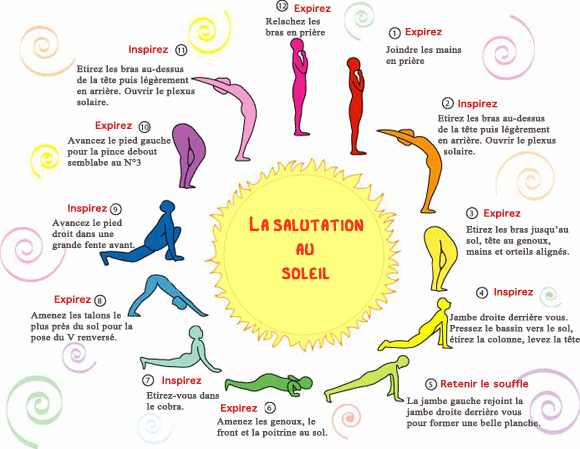 La salutation
au
soleil
① Expirez
Joindre les mains
en prière
② Inspirez
Etirez les bras au-dessus
de la tête puis légèrement
en arrière. Ouvrir le plexus
solaire.
③ Expirez
Etirez les bras jusqu'au
sol, tête au genoux,
mains et orteils alignés.
④ Inspirez
Jambe droite derrière vous.
Pressez le bassin vers le sol,
étirez la colonne, levez la tête
⑤ Retenir le souffle
La jambe gauche rejoint la
jambe droite derrière vous
pour former une belle planche.
Expirez ⑥
Amenez les genoux, le
front et la poitrine au sol.
⑦ Inspirez
Etirez-vous dans
le cobra.
Expirez ⑧
Amenez les talons le
plus près du sol pour la
pose du V renversé.
Inspirez ⑨
Avancez le pied
droit dans une
grande fente avant.
Expirez ⑩
Avancez le pied gauche
pour la pince debout
semblabe au N°3
Inspirez ⑪
Etirez les bras au-dessus
de la tête puis légèrement
en arrière. Ouvrir le plexus
solaire.
⑫ Expirez
Relachez les
bras en prière